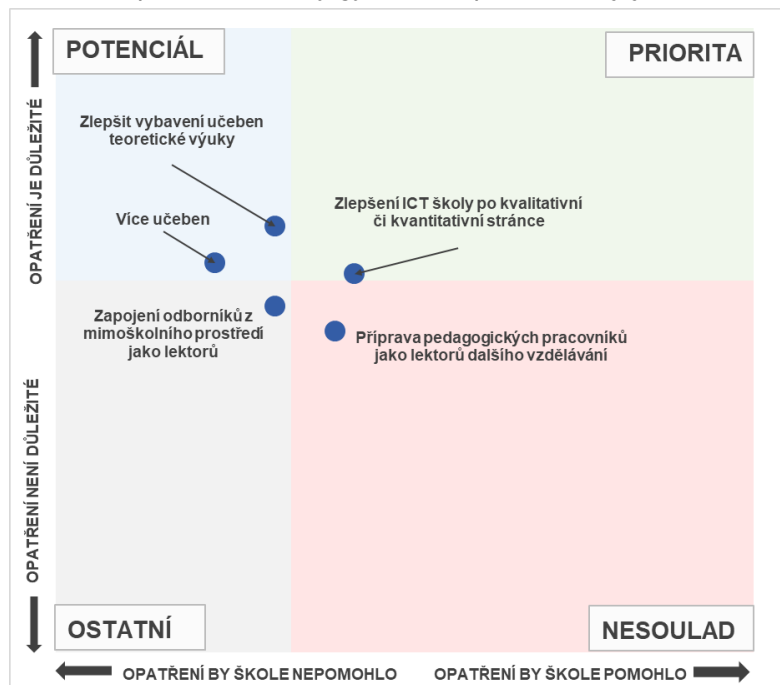 POTENCIÁL
PRIORITA
Zlepšit vybavení učeben
teoretické výuky
Více učeben
Zlepšení ICT školy po kvalitativní
či kvantitativní stránce
Zapojení odborníků z
mimoškolního prostředí
jako lektorů
Příprava pedagogických pracovníků
jako lektorů dalšího vzdělávání
OPATŘENÍ JE DŮLEŽITÉ
OPATŘENÍ NENÍ DŮLEŽITÉ
OSTATNÍ
NESOULAD
OPATŘENÍ BY ŠKOLE NEPOMOHLO
OPATŘENÍ BY ŠKOLE POMOHLO